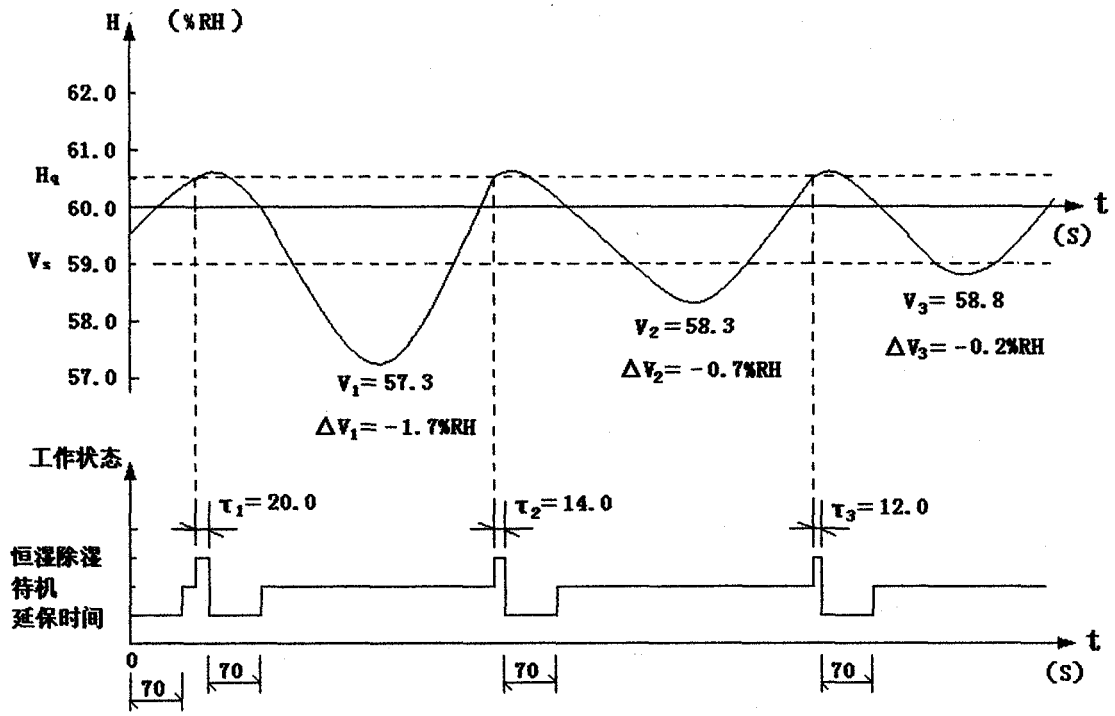 H (%RH)
62.0
61.0
Hq
60.0
t
(S)
Vs 59.0
58.0
57.0
V1= 57.3
ΔV1= -1.7%RH
V2=58.3
ΔV2= -0.7%RH
V3= 58.8
ΔV3= -0.2%RH
工作状态
τ1=20.0
τ2=14.0
τ3=12.0
恒湿除湿
待机
延保时间
0
t
(S)
70
70
70
70